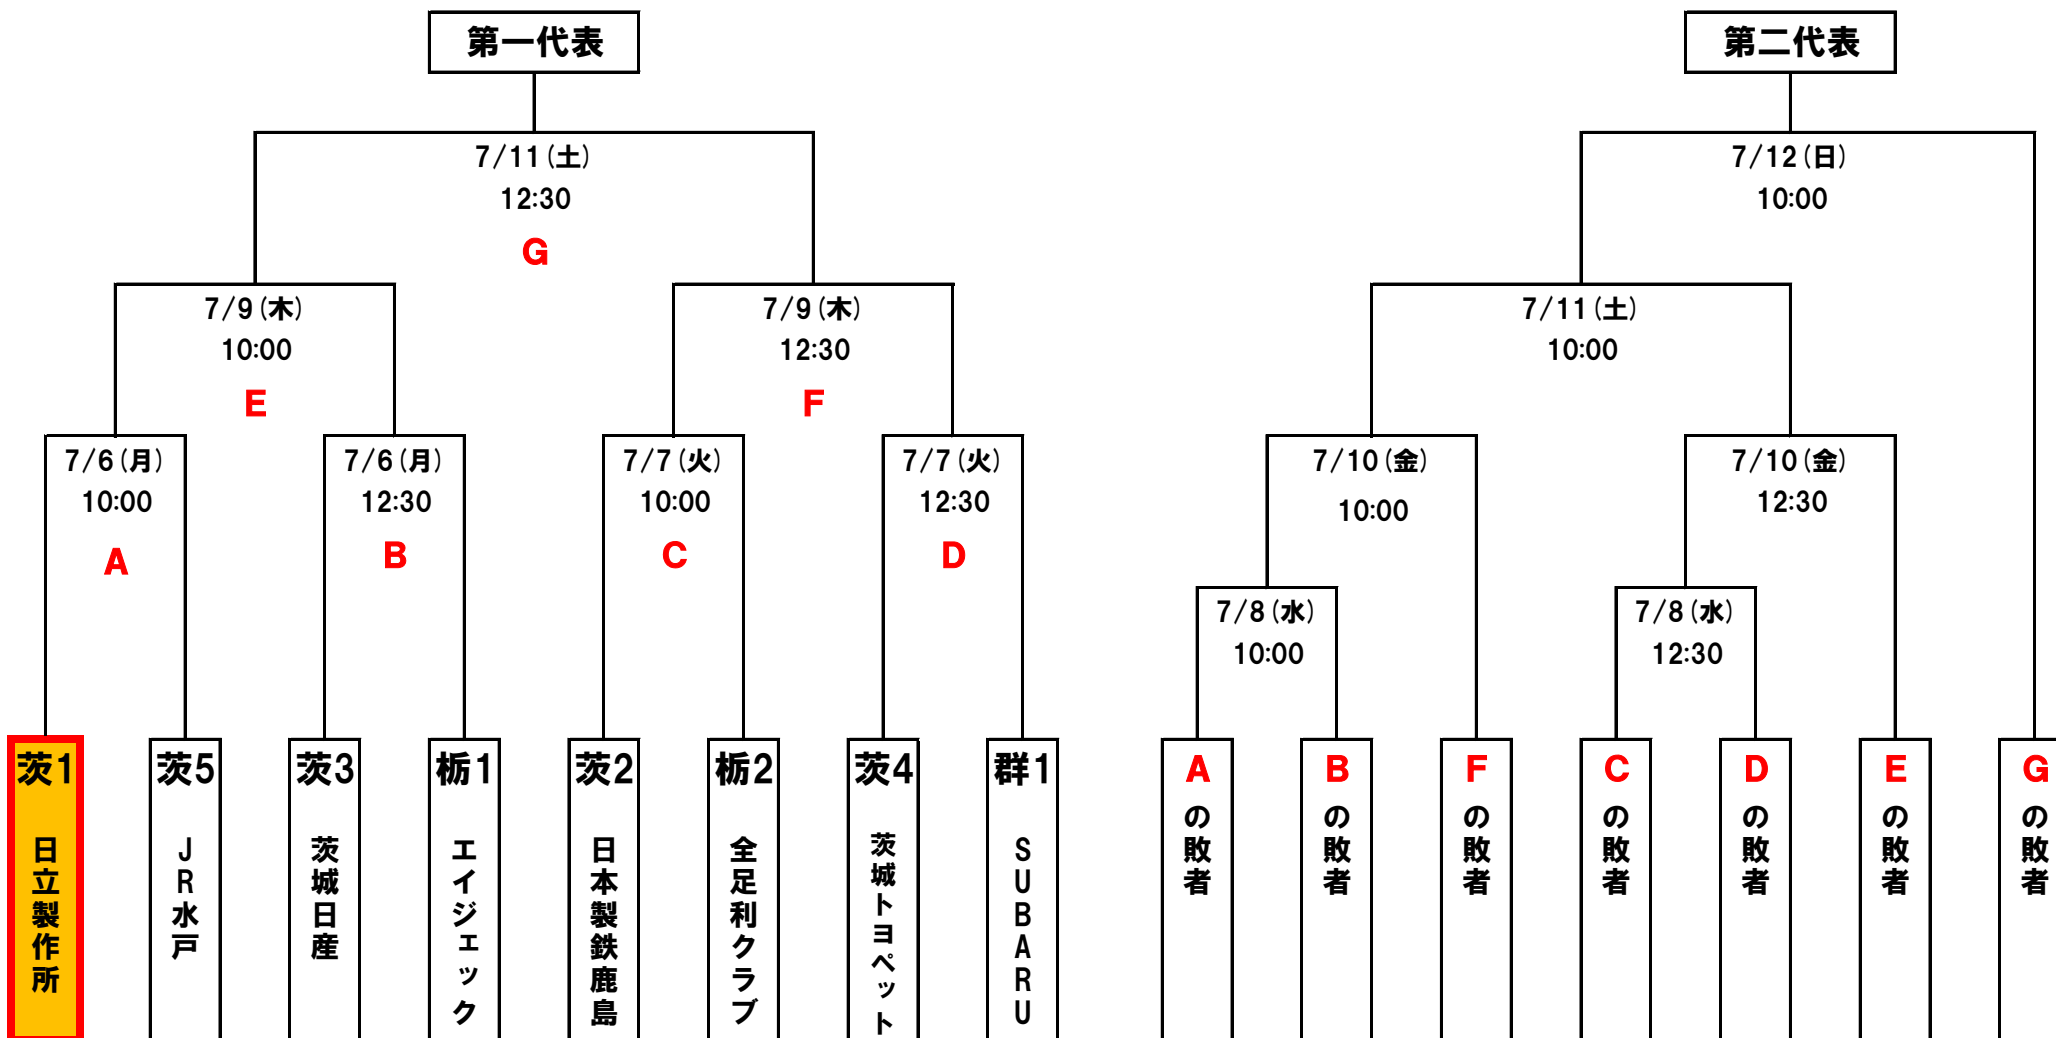 第一代表
第二代表
7/11(土)
12:30
G
7/12(日)
10:00
7/9(木)
10:00
E
7/9(木)
12:30
F
7/11(土)
10:00
7/6(月)
10:00
A
7/6(月)
12:30
B
7/7(火)
10:00
C
7/7(火)
12:30
D
7/10(金)
10:00
7/10(金)
12:30
7/8(水)
10:00
7/8(水)
12:30
茨1
日立製作所
茨5
JR水戸
茨3
茨城日産
栃1
エイジェック
茨2
日本製鉄鹿島
栃2
全足利クラブ
茨4
茨城トヨペット
群1
SUBARU
Aの敗者
Bの敗者
Fの敗者
Cの敗者
Dの敗者
Eの敗者
Gの敗者